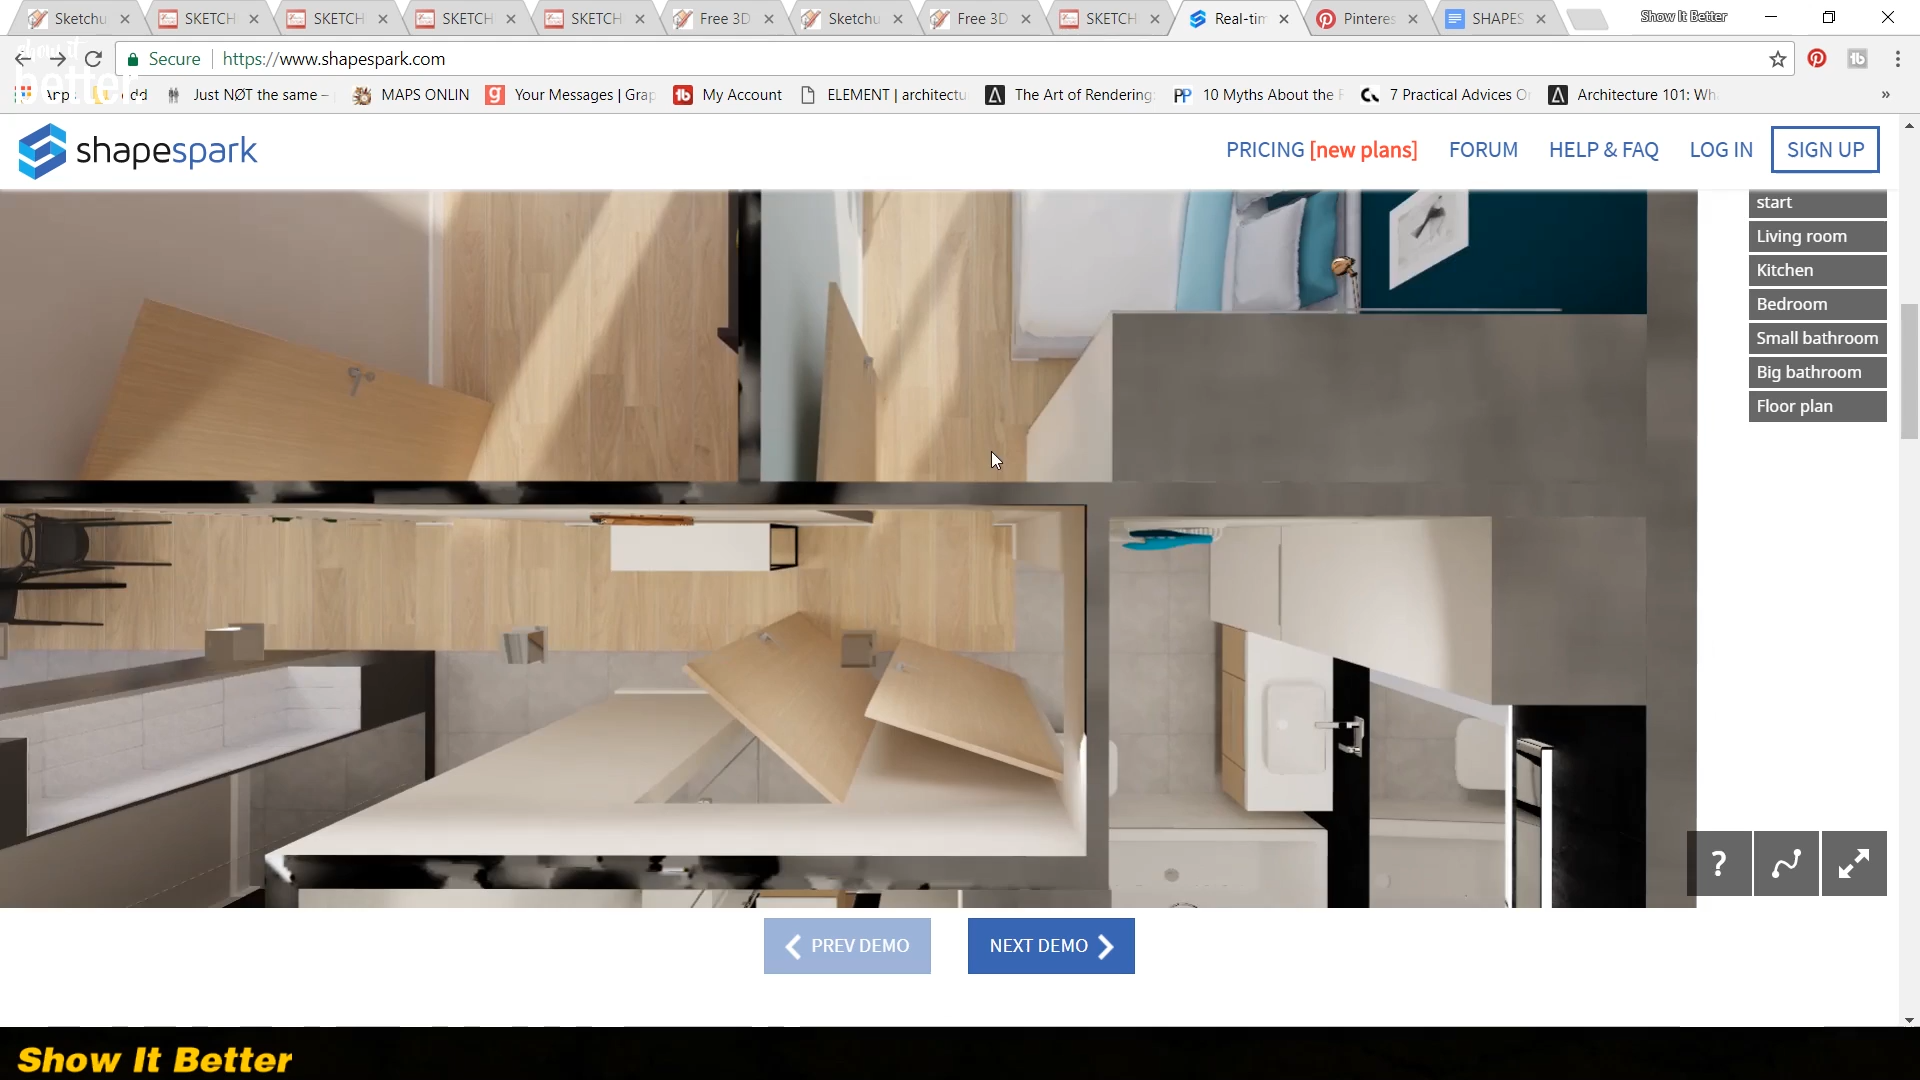 Sketchu
SKETCH
SKETCH
SKETCH
SKETCH
Free 3D
Sketchu
Free 3D
SKETCH
Real-tim
Pinteres
SHAPES
Show It Better
Secure
https://www.shapespark.com
show it
better.
Just NØT the same –
MAPS ONLIN
Your Messages | Grap
My Account
ELEMENT | architectu
The Art of Rendering:
10 Myths About the R
7 Practical Advices O
Architecture 101: Wh
»
shapespark
PRICING [new plans]
FORUM
HELP & FAQ
LOG IN
SIGN UP
start
Living room
Kitchen
Bedroom
Small bathroom
Big bathroom
Floor plan
?
PREV DEMO
NEXT DEMO
Show It Better